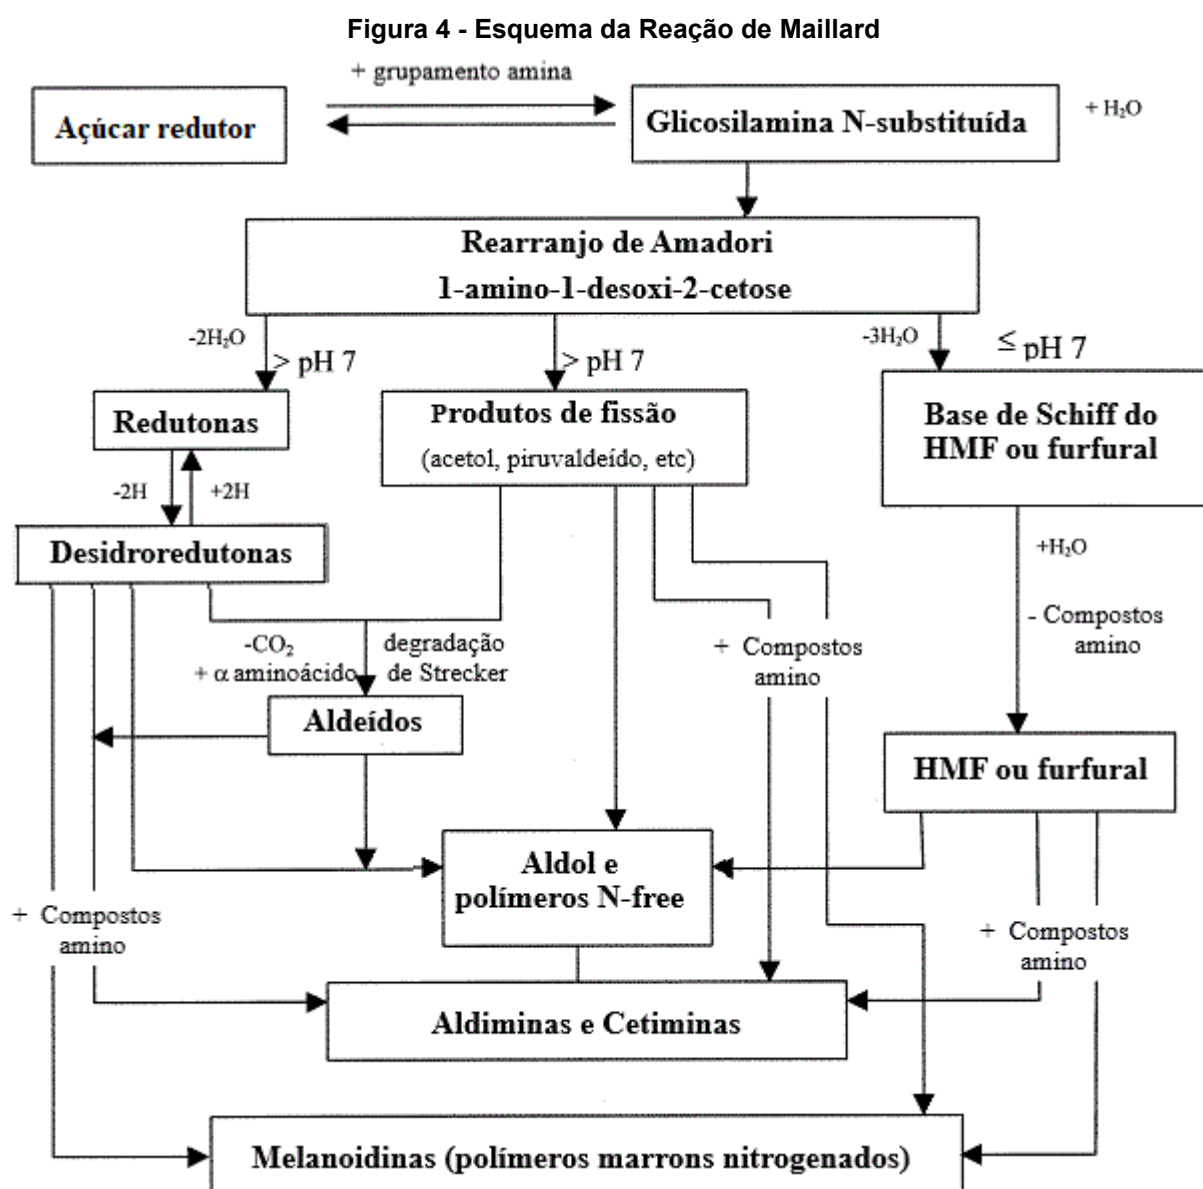 Figura 4 - Esquema da Reação de Maillard
+ grupamento amina
Açúcar redutor
Glicosilamina N-substituída
+ H₂O
Rearranjo de Amadori
1-amino-1-desoxi-2-cetose
-2H₂O
> pH 7
> pH 7
-3H₂O
≤ pH 7
Redutonas
Produtos de fissão
(acetol, piruvaldeído, etc)
Base de Schiff do
HMF ou furfural
-2H
+2H
Desidroredutonas
+H₂O
- Compostos
amino
-CO₂
+ α aminoácido
degradação
de Strecker
+ Compostos
amino
Aldeídos
HMF ou furfural
Aldol e
polímeros N-free
+ Compostos
amino
+ Compostos
amino
Aldiminas e Cetiminas
Melanoidinas (polímeros marrons nitrogenados)